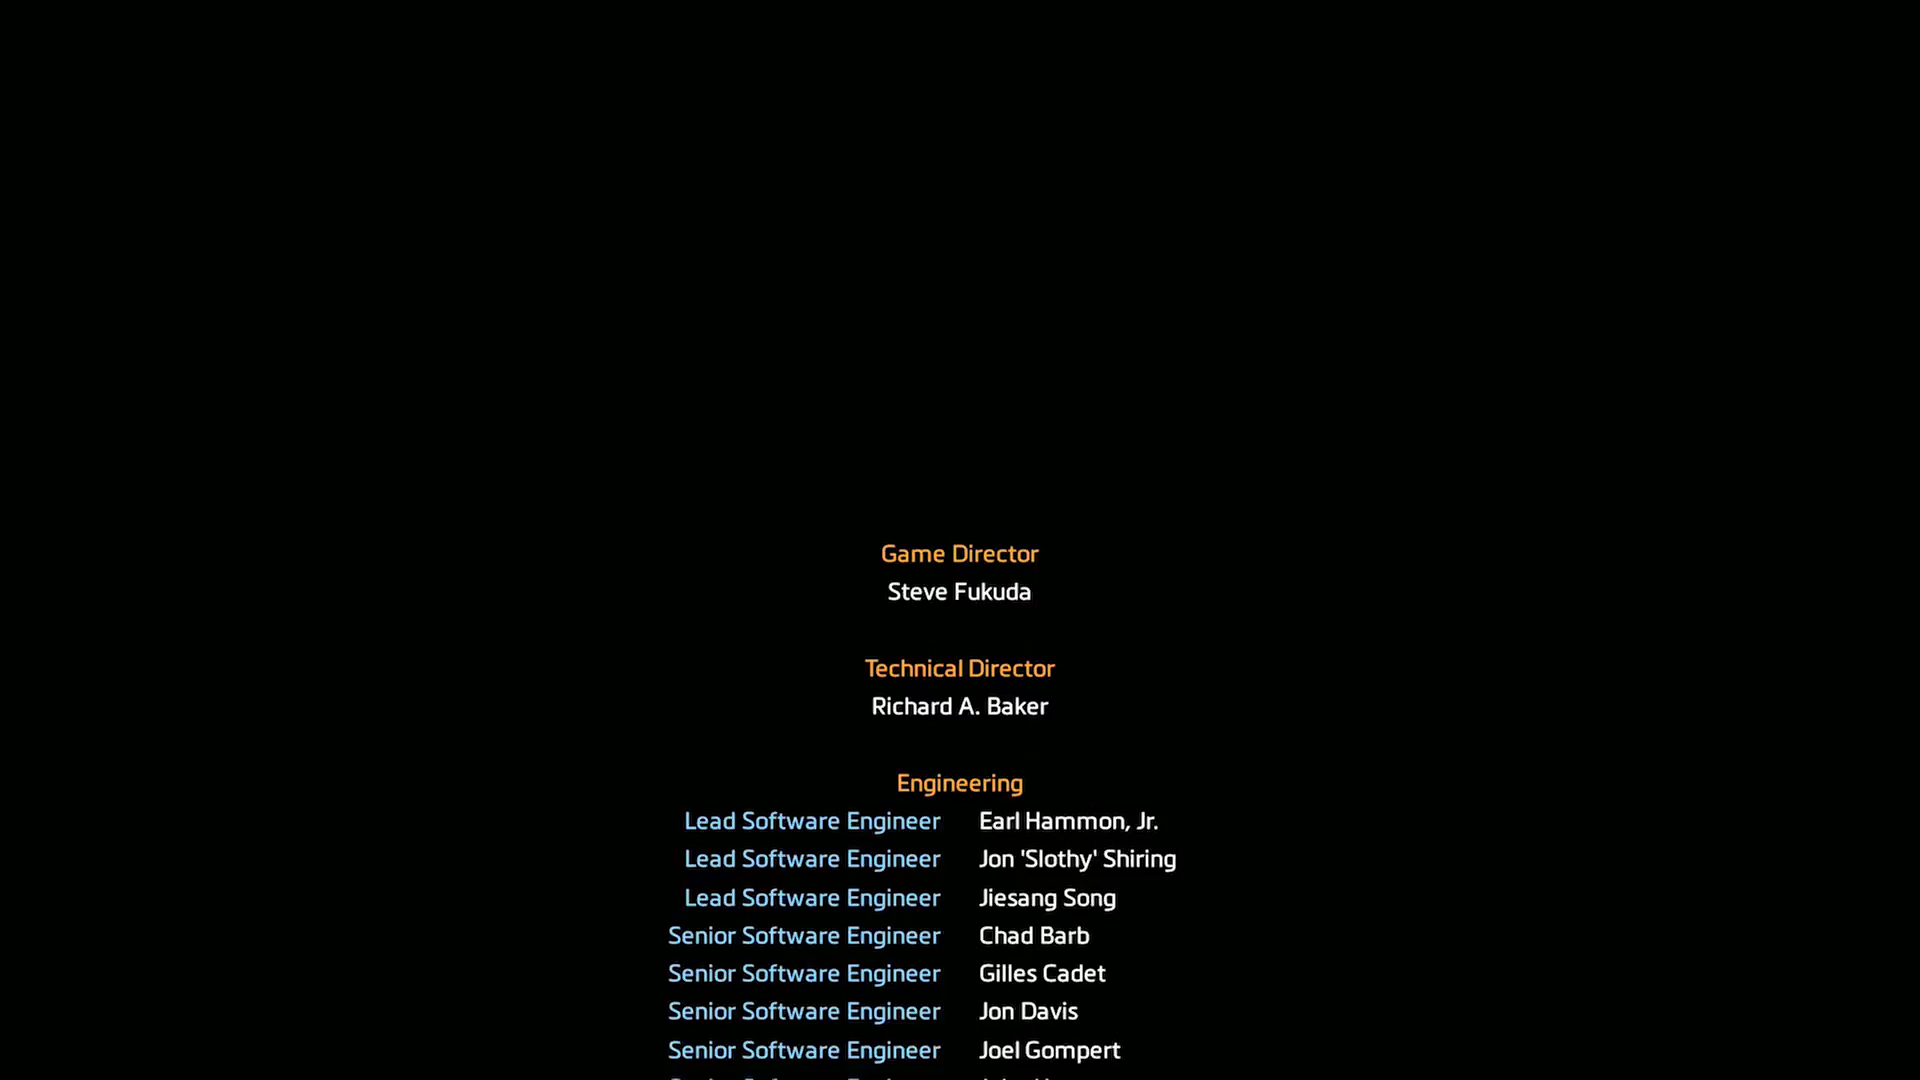 Game Director
Steve Fukuda
Technical Director
Richard A. Baker
Engineering
Lead Software Engineer Earl Hammon, Jr.
Lead Software Engineer Jon 'Slothy' Shiring
Lead Software Engineer Jiesang Song
Senior Software Engineer Chad Barb
Senior Software Engineer Gilles Cadet
Senior Software Engineer Jon Davis
Senior Software Engineer Joel Gompert